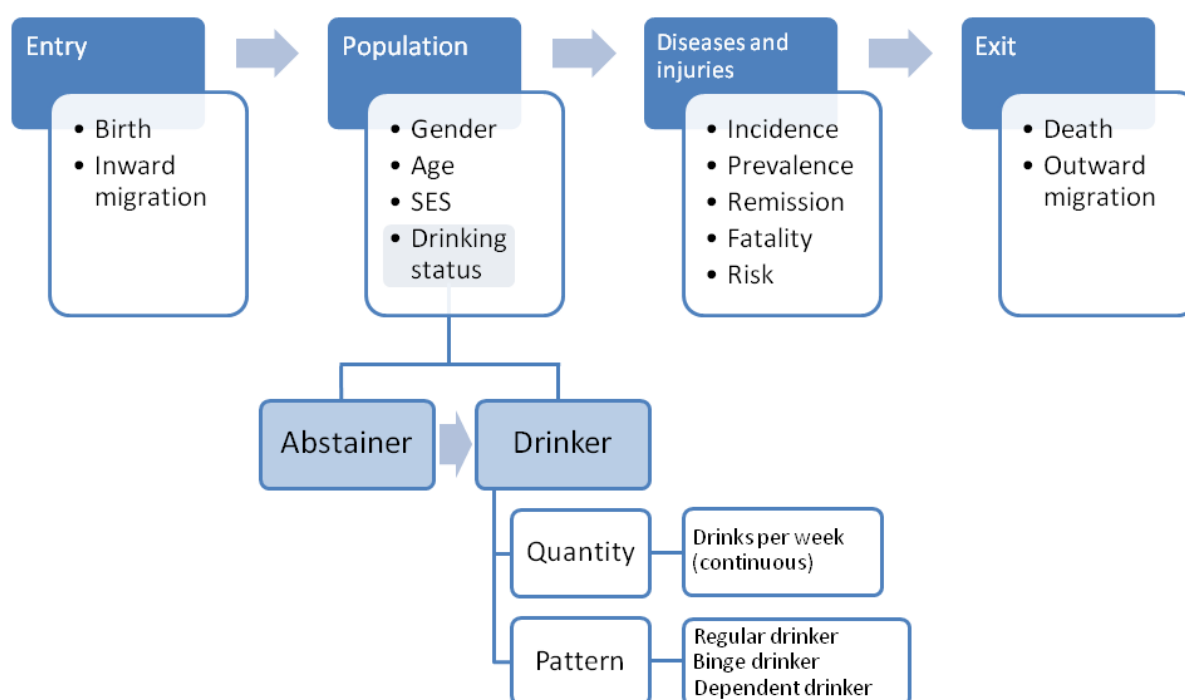 Entry
• Birth
• Inward
migration
Population
• Gender
• Age
• SES
• Drinking
status
Diseases and
injuries
• Incidence
• Prevalence
• Remission
• Fatality
• Risk
Exit
• Death
• Outward
migration
Abstainer
Drinker
Quantity
Drinks per week
(continuous)
Pattern
Regular drinker
Binge drinker
Dependent drinker